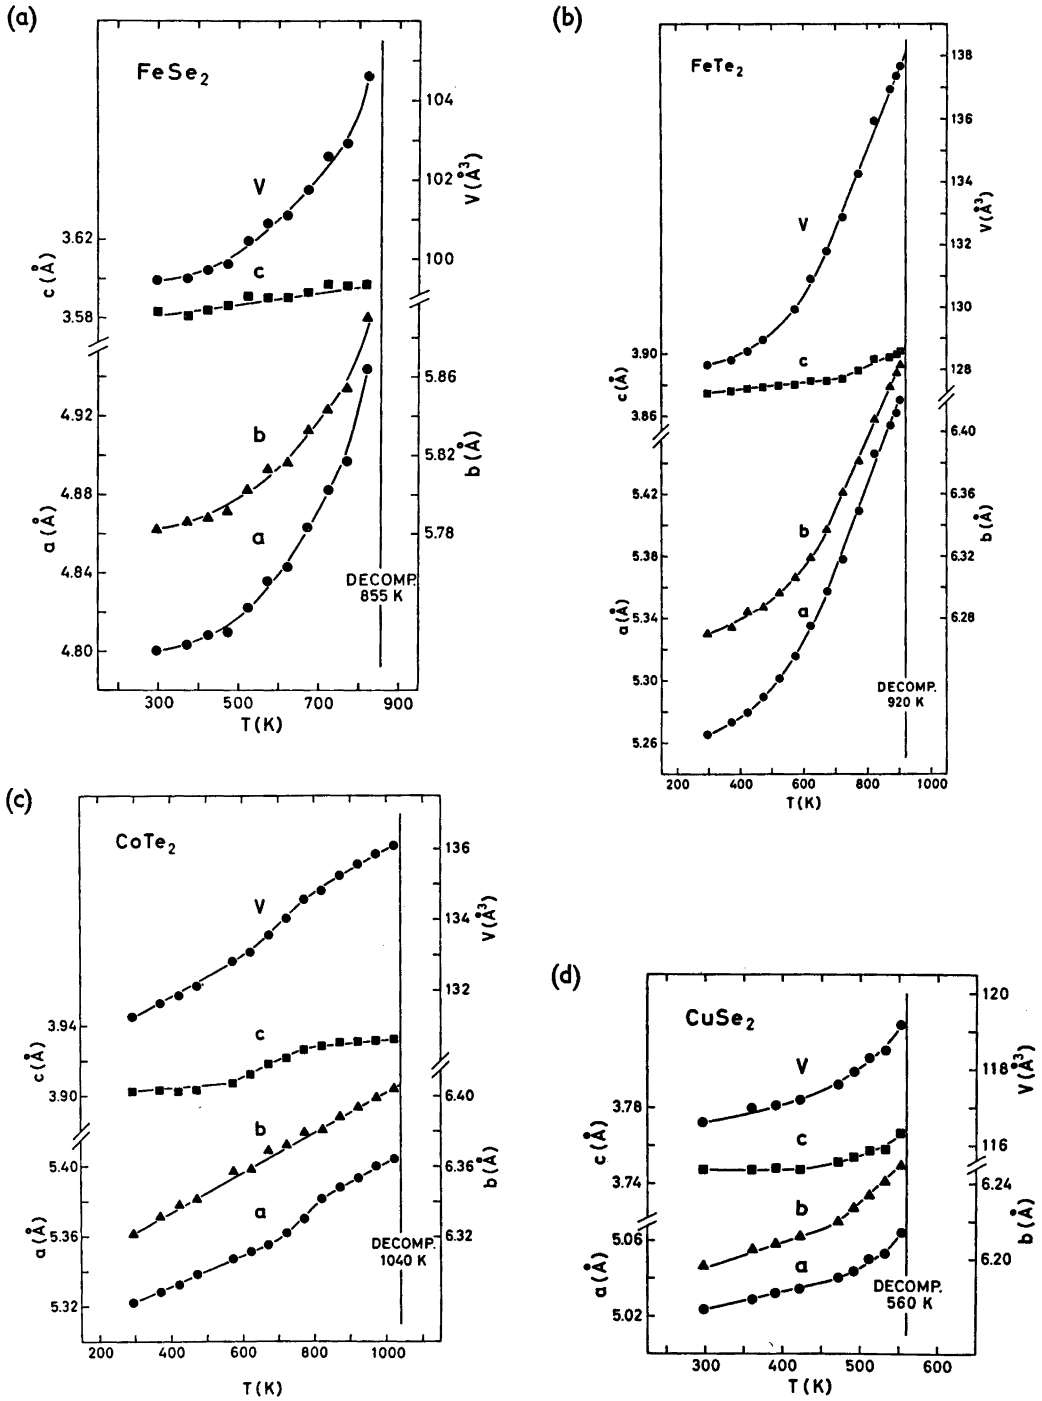 (a)
FeSe2
104
102
100
V(Å3)
V
3.62
3.58
c(Å)
c
5.86
5.82
5.78
b(Å)
b
4.92
4.88
4.84
4.80
a(Å)
a
DECOMP.
855 K
300 500 700 900
T(K)
(b)
FeTe2
138
136
134
132
130
128
V(Å3)
V
3.90
3.86
c(Å)
c
6.40
6.36
6.32
6.28
b(Å)
b
5.42
5.38
5.34
5.30
5.26
a(Å)
a
DECOMP.
920 K
200 400 600 800 1000
T(K)
(c)
CoTe2
136
134
132
V(Å3)
V
3.94
3.90
c(Å)
c
6.40
6.36
6.32
b(Å)
b
5.40
5.36
5.32
a(Å)
a
DECOMP.
1040 K
200 400 600 800 1000
T(K)
(d)
CuSe2
120
118
116
V(Å3)
V
3.78
3.74
c(Å)
c
6.24
6.20
b(Å)
b
5.06
5.02
a(Å)
a
DECOMP.
560 K
300 400 500 600
T(K)